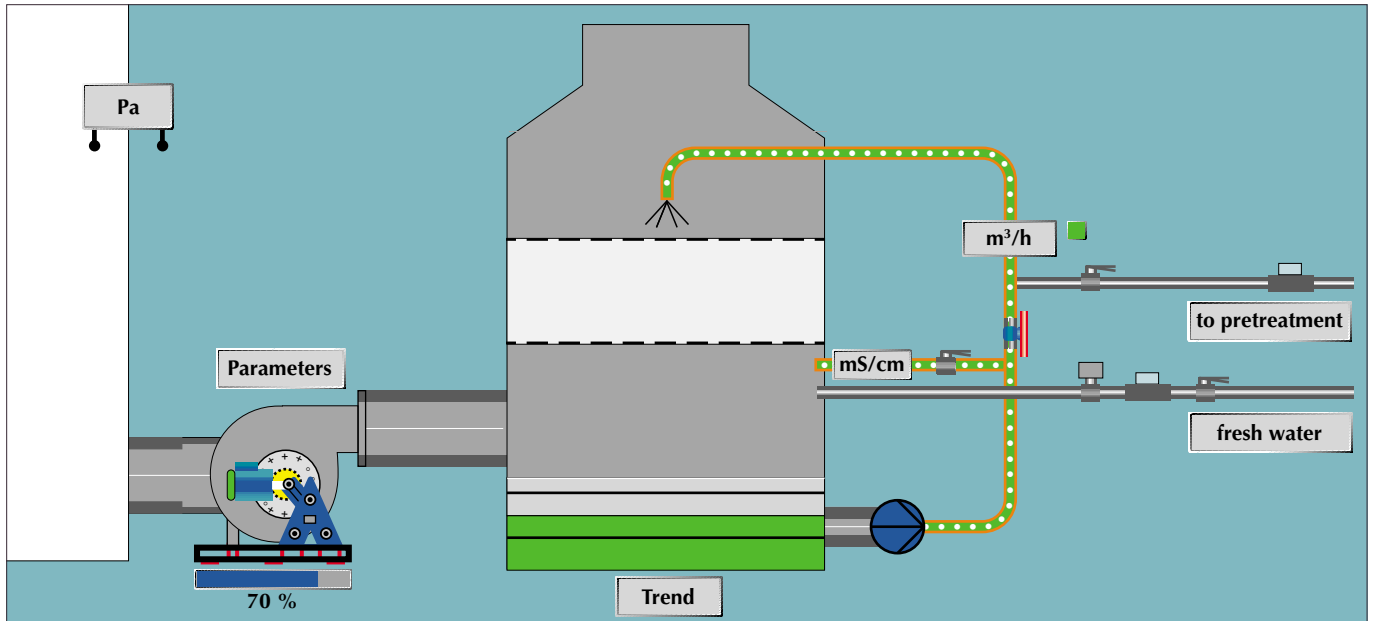 Pa
m³/h
to pretreatment
Parameters
mS/cm
fresh water
70 %
Trend